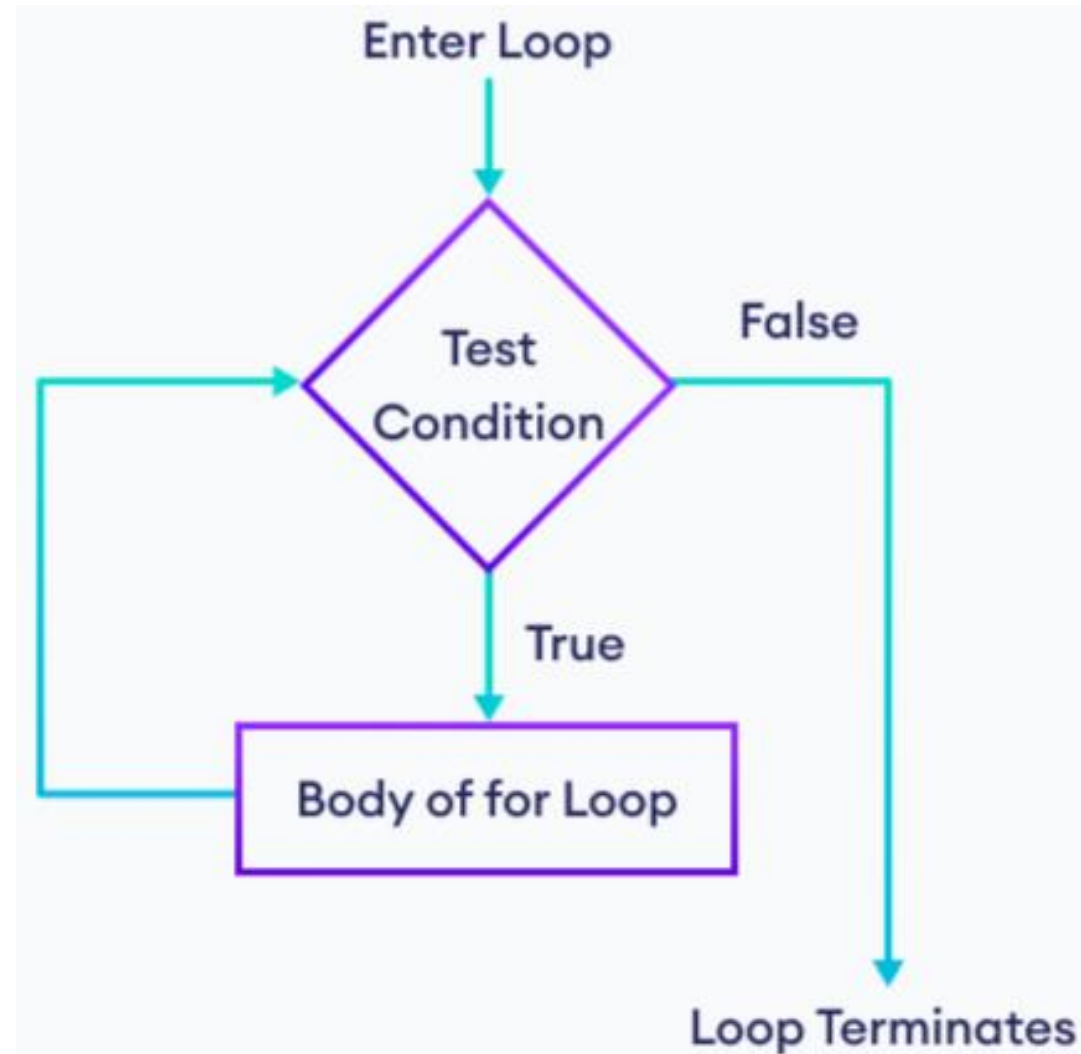 Enter Loop
Test
Condition
False
True
Body of for Loop
Loop Terminates